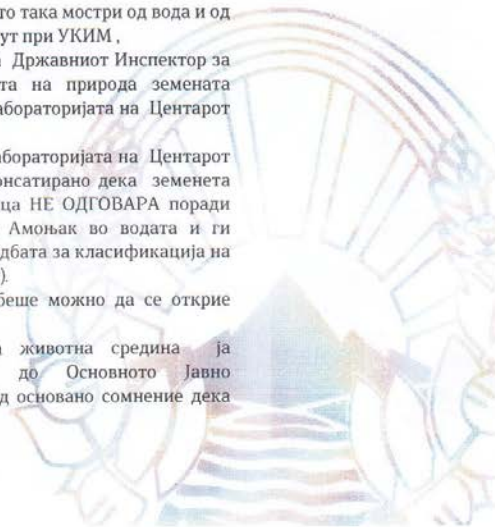 то така мостри од вода и од
ут при УКИМ ,
Државниот Инспектор за
та на природа земената
абораторијата на Центарот
абораторијата на Центарот
онсатирано дека земенета
ца НЕ ОДГОВАРА поради
Амоњак во водата и ги
дбата за класификација на
).
беше можно да се открие
а животна средина ја
до Основното Јавно
д основано сомнение дека